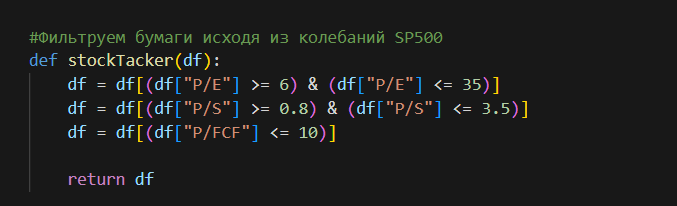 #Фильтруем бумаги исходя из колебаний SP500
def stockTacker(df):
df = df[(df["P/E"] >= 6) & (df["P/E"] <= 35)]
df = df[(df["P/S"] >= 0.8) & (df["P/S"] <= 3.5)]
df = df[(df["P/FCF"] <= 10)]
return df